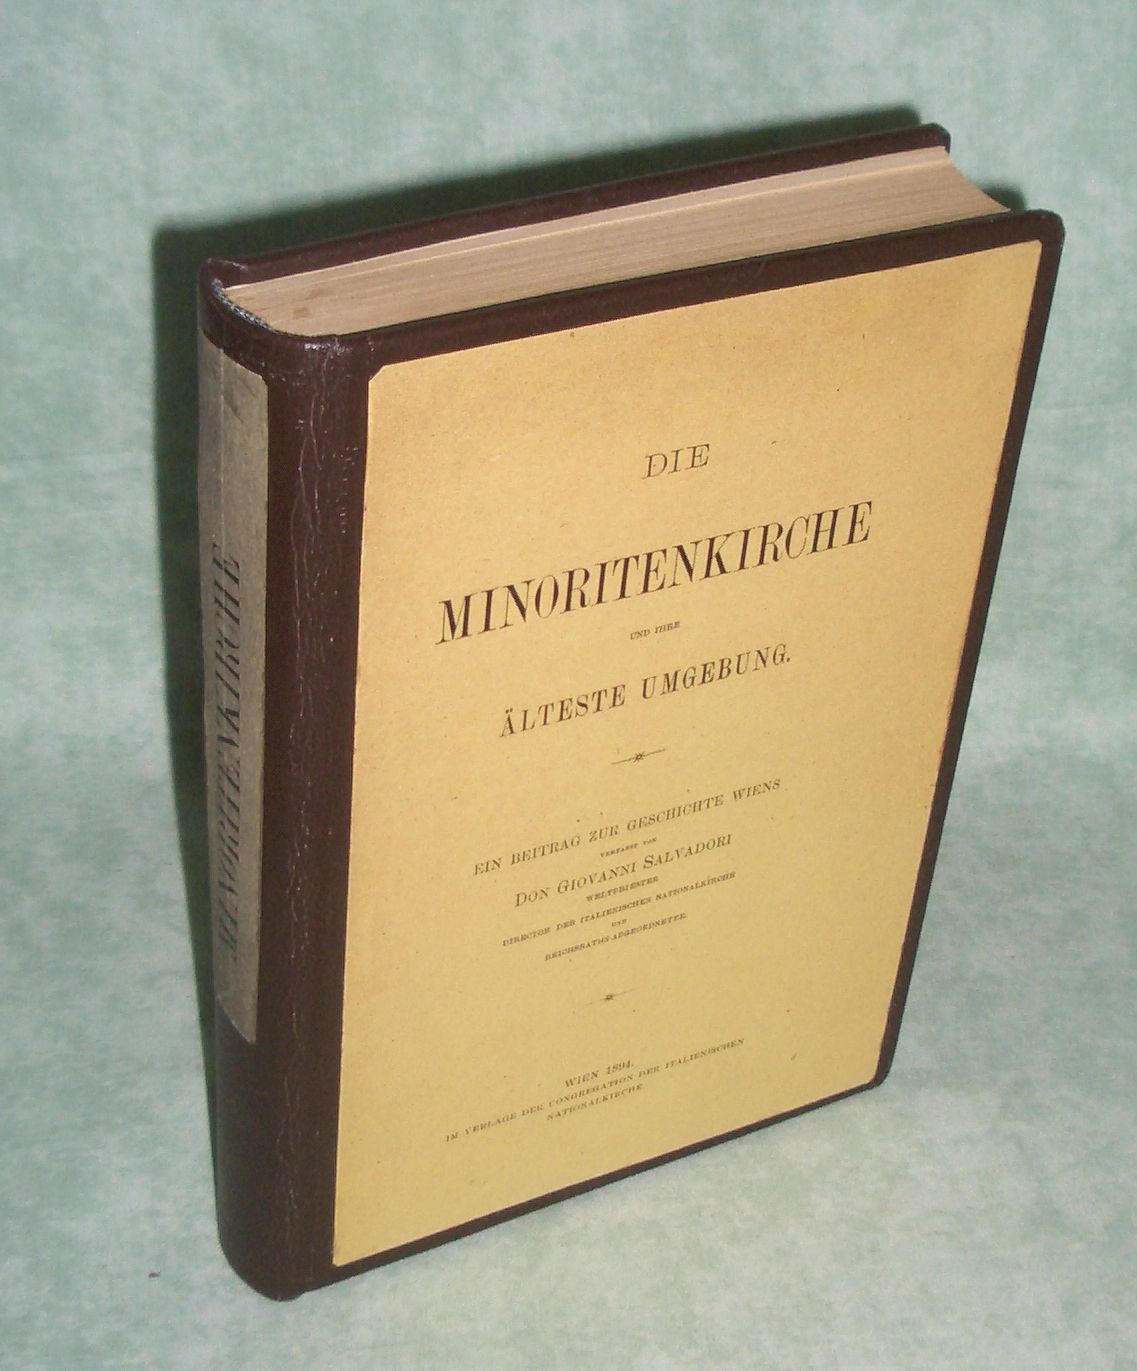 MINORITENKIRCHE
DIE
MINORITENKIRCHE
UND IHRE
ÄLTESTE UMGEBUNG.
EIN BEITRAG ZUR GESCHICHTE WIENS
VERFASST VON
DON GIOVANNI SALVADORI
WELTPRIESTER
DIRECTOR DER ITALIENISCHEN NATIONALKIRCHE
UND
REICHSRATHS-ABGEORDNETER.
WIEN 1894.
IM VERLAGE DER CONGREGATION DER ITALIENISCHEN
NATIONALKIRCHE